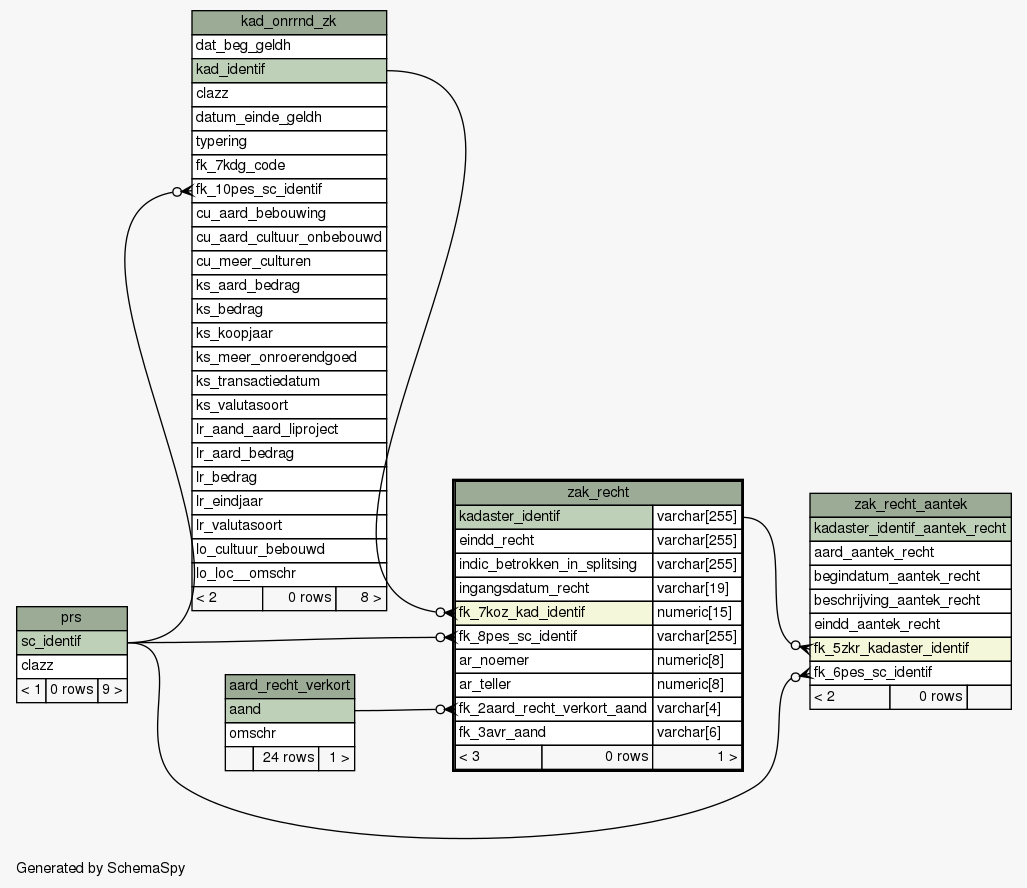 kad_onrrnd_zk
dat_beg_geldh
kad_identif
clazz
datum_einde_geldh
typering
fk_7kdg_code
fk_10pes_sc_identif
cu_aard_bebouwing
cu_aard_cultuur_onbebouwd
cu_meer_culturen
ks_aard_bedrag
ks_bedrag
ks_koopjaar
ks_meer_onroerendgoed
ks_transactiedatum
ks_valutasoort
lr_aand_aard_liproject
lr_aard_bedrag
lr_bedrag
lr_eindjaar
lr_valutasoort
lo_cultuur_bebouwd
lo_loc__omschr
< 2 0 rows 8 >
prs
sc_identif
clazz
< 1 0 rows 9 >
aard_recht_verkort
aand
omschr
24 rows 1 >
zak_recht
kadaster_identif varchar[255]
eindd_recht varchar[255]
indic_betrokken_in_splitsing varchar[255]
ingangsdatum_recht varchar[19]
fk_7koz_kad_identif numeric[15]
fk_8pes_sc_identif varchar[255]
ar_noemer numeric[8]
ar_teller numeric[8]
fk_2aard_recht_verkort_aand varchar[4]
fk_3avr_aand varchar[6]
< 3 0 rows 1 >
zak_recht_aantek
kadaster_identif_aantek_recht
aard_aantek_recht
begindatum_aantek_recht
beschrijving_aantek_recht
eindd_aantek_recht
fk_5zkr_kadaster_identif
fk_6pes_sc_identif
< 2 0 rows
Generated by SchemaSpy